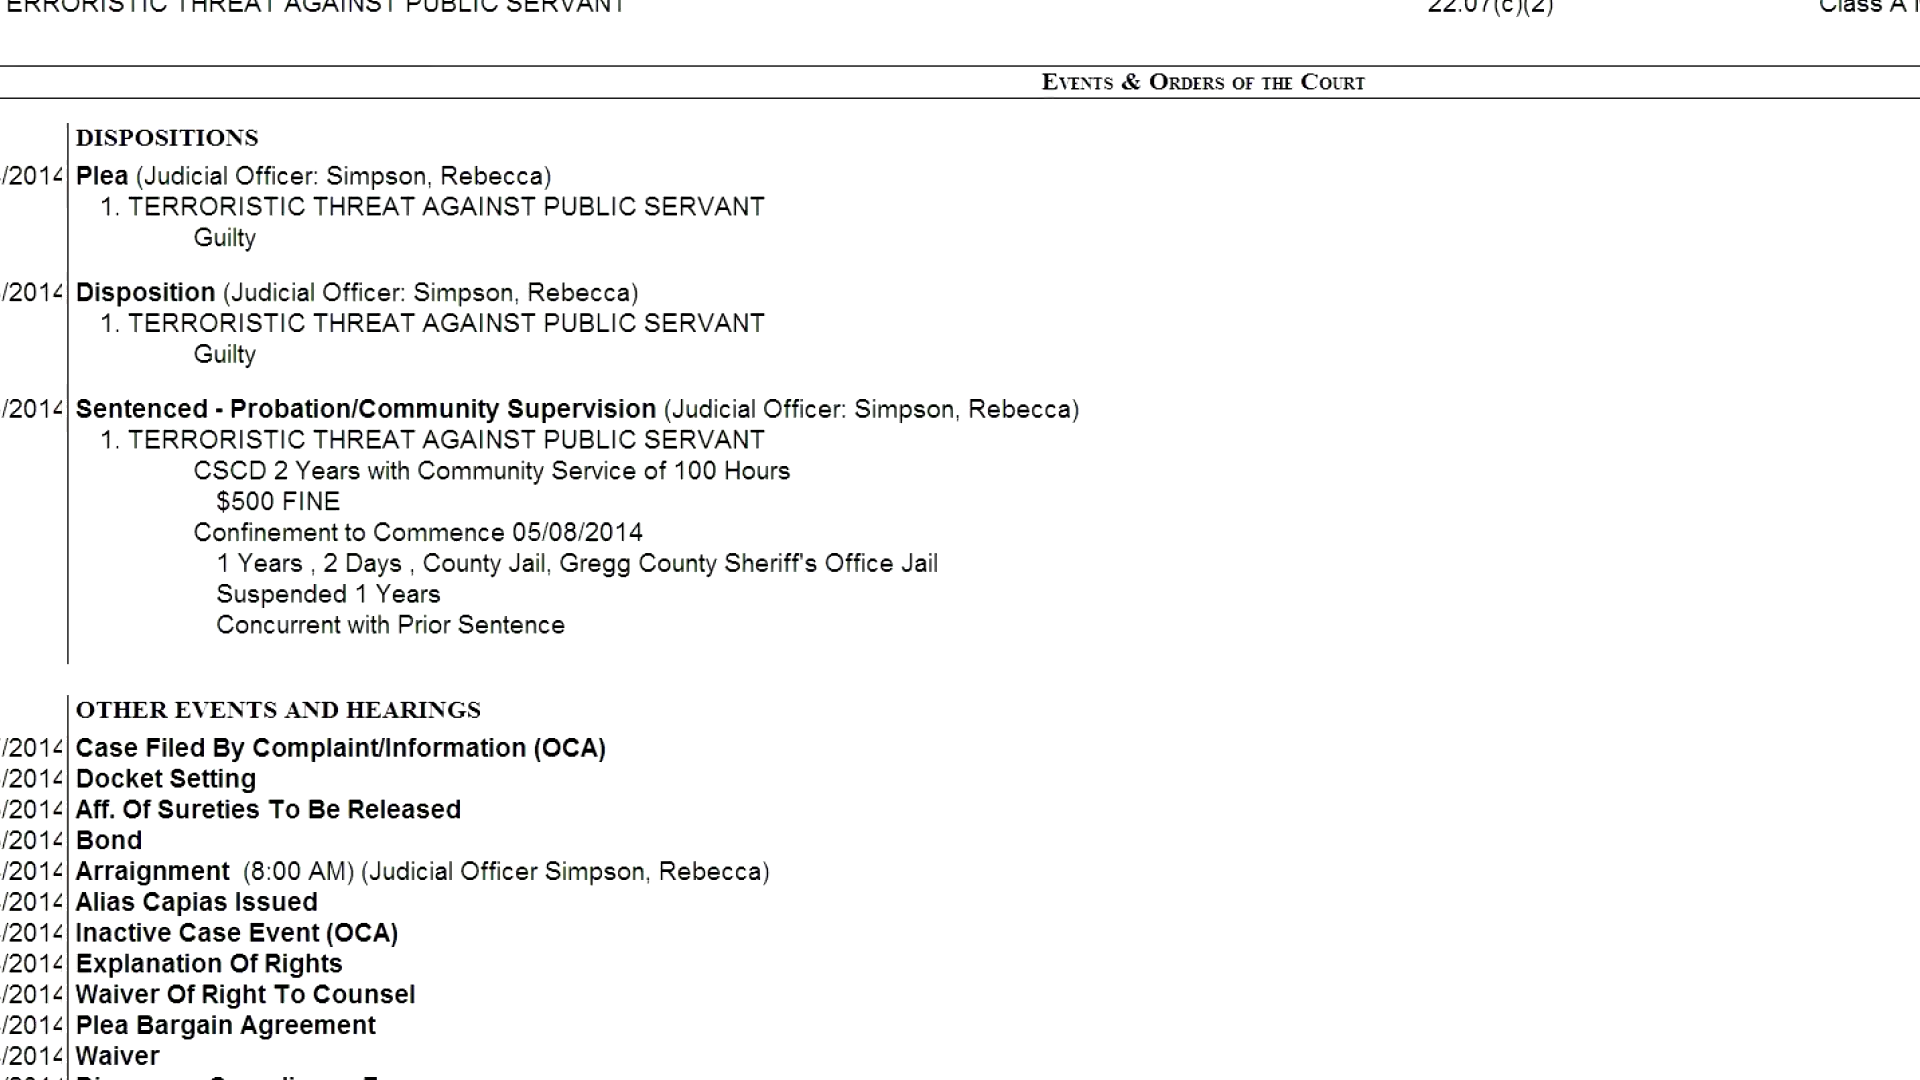 ERRORISTIC THREAT AGAINST PUBLIC SERVANT 22.07(c)(2) Class A
EVENTS & ORDERS OF THE COURT
DISPOSITIONS
/2014 Plea (Judicial Officer: Simpson, Rebecca)
1. TERRORISTIC THREAT AGAINST PUBLIC SERVANT
Guilty
/2014 Disposition (Judicial Officer: Simpson, Rebecca)
1. TERRORISTIC THREAT AGAINST PUBLIC SERVANT
Guilty
/2014 Sentenced - Probation/Community Supervision (Judicial Officer: Simpson, Rebecca)
1. TERRORISTIC THREAT AGAINST PUBLIC SERVANT
CSCD 2 Years with Community Service of 100 Hours
$500 FINE
Confinement to Commence 05/08/2014
1 Years , 2 Days , County Jail, Gregg County Sheriff's Office Jail
Suspended 1 Years
Concurrent with Prior Sentence
OTHER EVENTS AND HEARINGS
/2014 Case Filed By Complaint/Information (OCA)
/2014 Docket Setting
/2014 Aff. Of Sureties To Be Released
/2014 Bond
/2014 Arraignment (8:00 AM) (Judicial Officer Simpson, Rebecca)
/2014 Alias Capias Issued
/2014 Inactive Case Event (OCA)
/2014 Explanation Of Rights
/2014 Waiver Of Right To Counsel
/2014 Plea Bargain Agreement
/2014 Waiver